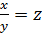 x/y = z